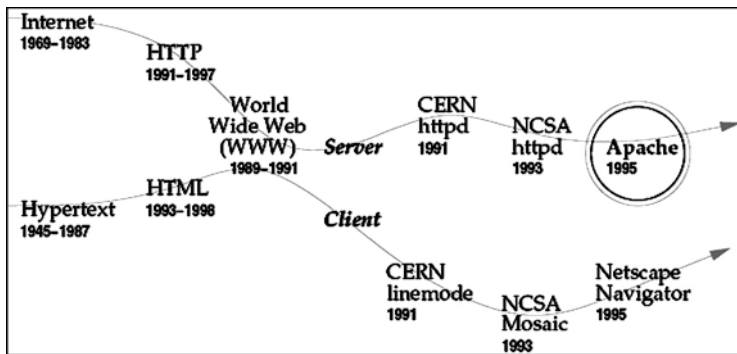 Internet
1969–1983
HTTP
1991–1997
World
Wide Web
(WWW)
1989–1991
Server
CERN
httpd
1991
NCSA
httpd
1993
Apache
1995
Hypertext
1945–1987
HTML
1993–1998
Client
CERN
linemode
1991
NCSA
Mosaic
1993
Netscape
Navigator
1995